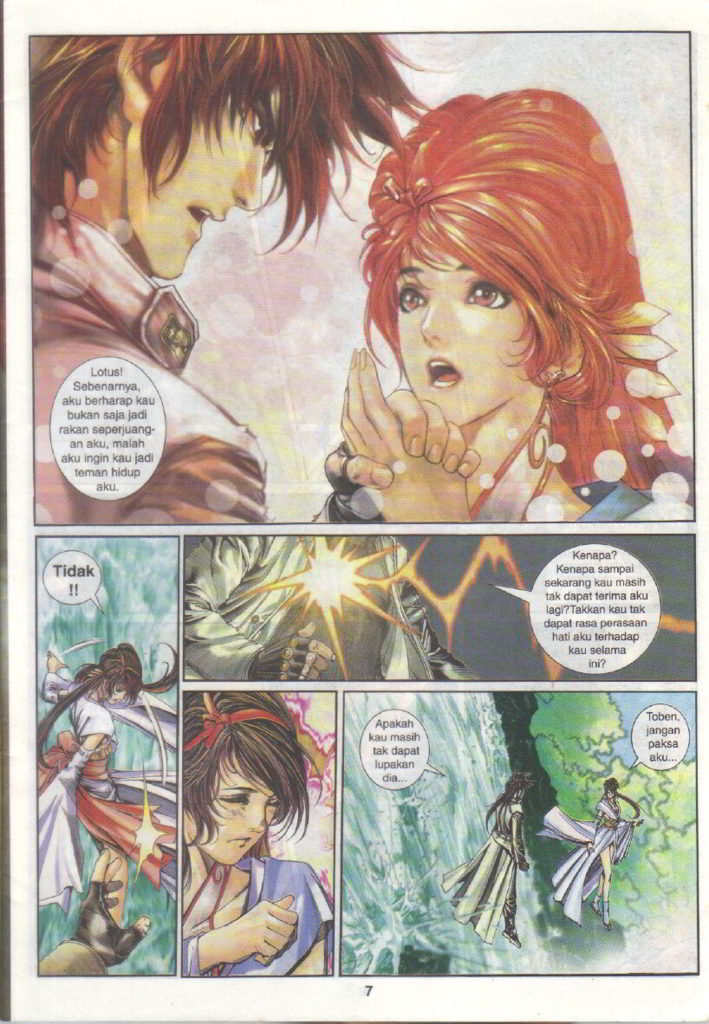 Lotus!
Sebenarnya,
aku berharap kau
bukan saja jadi
rakan seperjuang-
an aku, malah
aku ingin kau jadi
teman hidup
aku.
Tidak
!!
Kenapa?
Kenapa sampai
sekarang kau masih
tak dapat terima aku
lagi?Takkan kau tak
dapat rasa perasaan
hati aku terhadap
kau selama
ini?
Apakah
kau masih
tak dapat
lupakan
dia...
Toben,
jangan
paksa
aku...
7